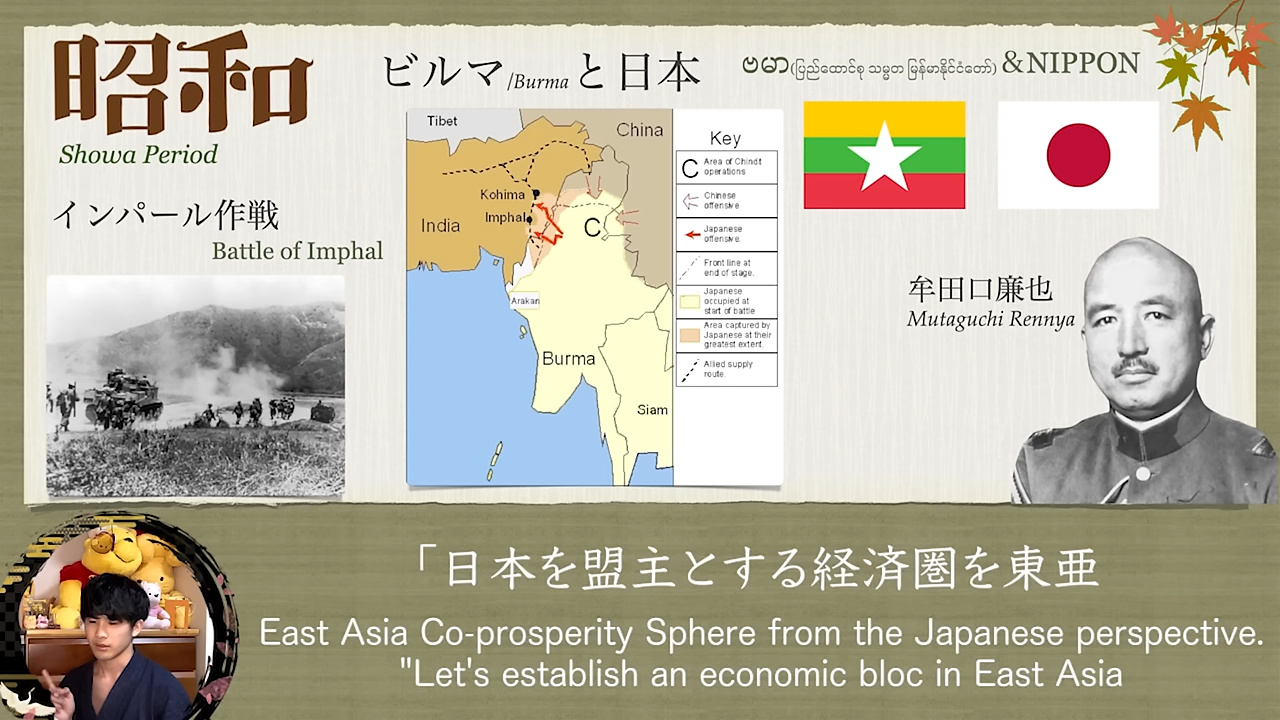 昭和
Showa Period
インパール作戦
Battle of Imphal
ビルマ/Burma と日本
ဗမာ(ပြည်ထောင်စု သမ္မတ မြန်မာနိုင်ငံတော်) &NIPPON
Tibet
China
Kohima
Imphal
India
C
Arakan
Burma
Siam
Key
C Area of Chindit operations
Chinese offensive
Japanese offensive
Front line at end of stage.
Japanese occupied at start of battle
Area captured by Japanese at their greatest extent.
Allied supply route.
牟田口廉也
Mutaguchi Rennya
「日本を盟主とする経済圏を東亜
East Asia Co-prosperity Sphere from the Japanese perspective.
"Let's establish an economic bloc in East Asia